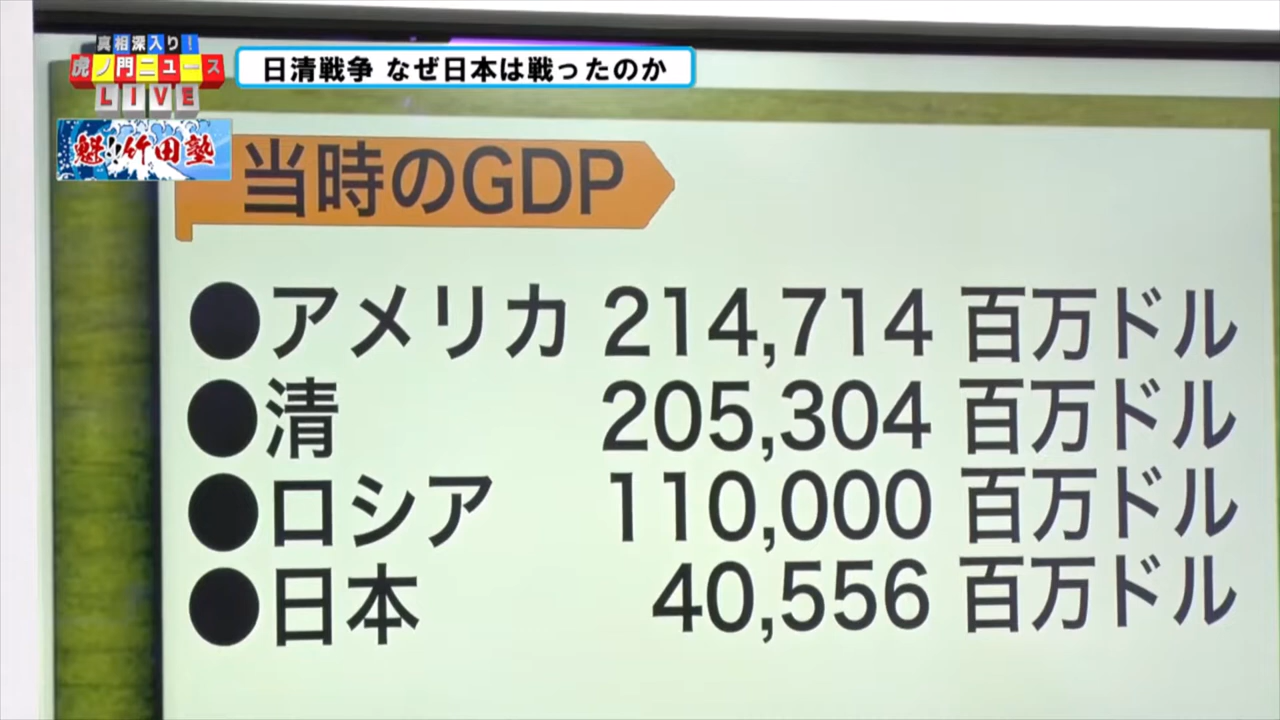 真相深入り!
虎ノ門ニュース
LIVE
日清戦争 なぜ日本は戦ったのか
魁!!竹田塾
当時のGDP
●アメリカ 214,714 百万ドル
●清 205,304 百万ドル
●ロシア 110,000 百万ドル
●日本 40,556 百万ドル